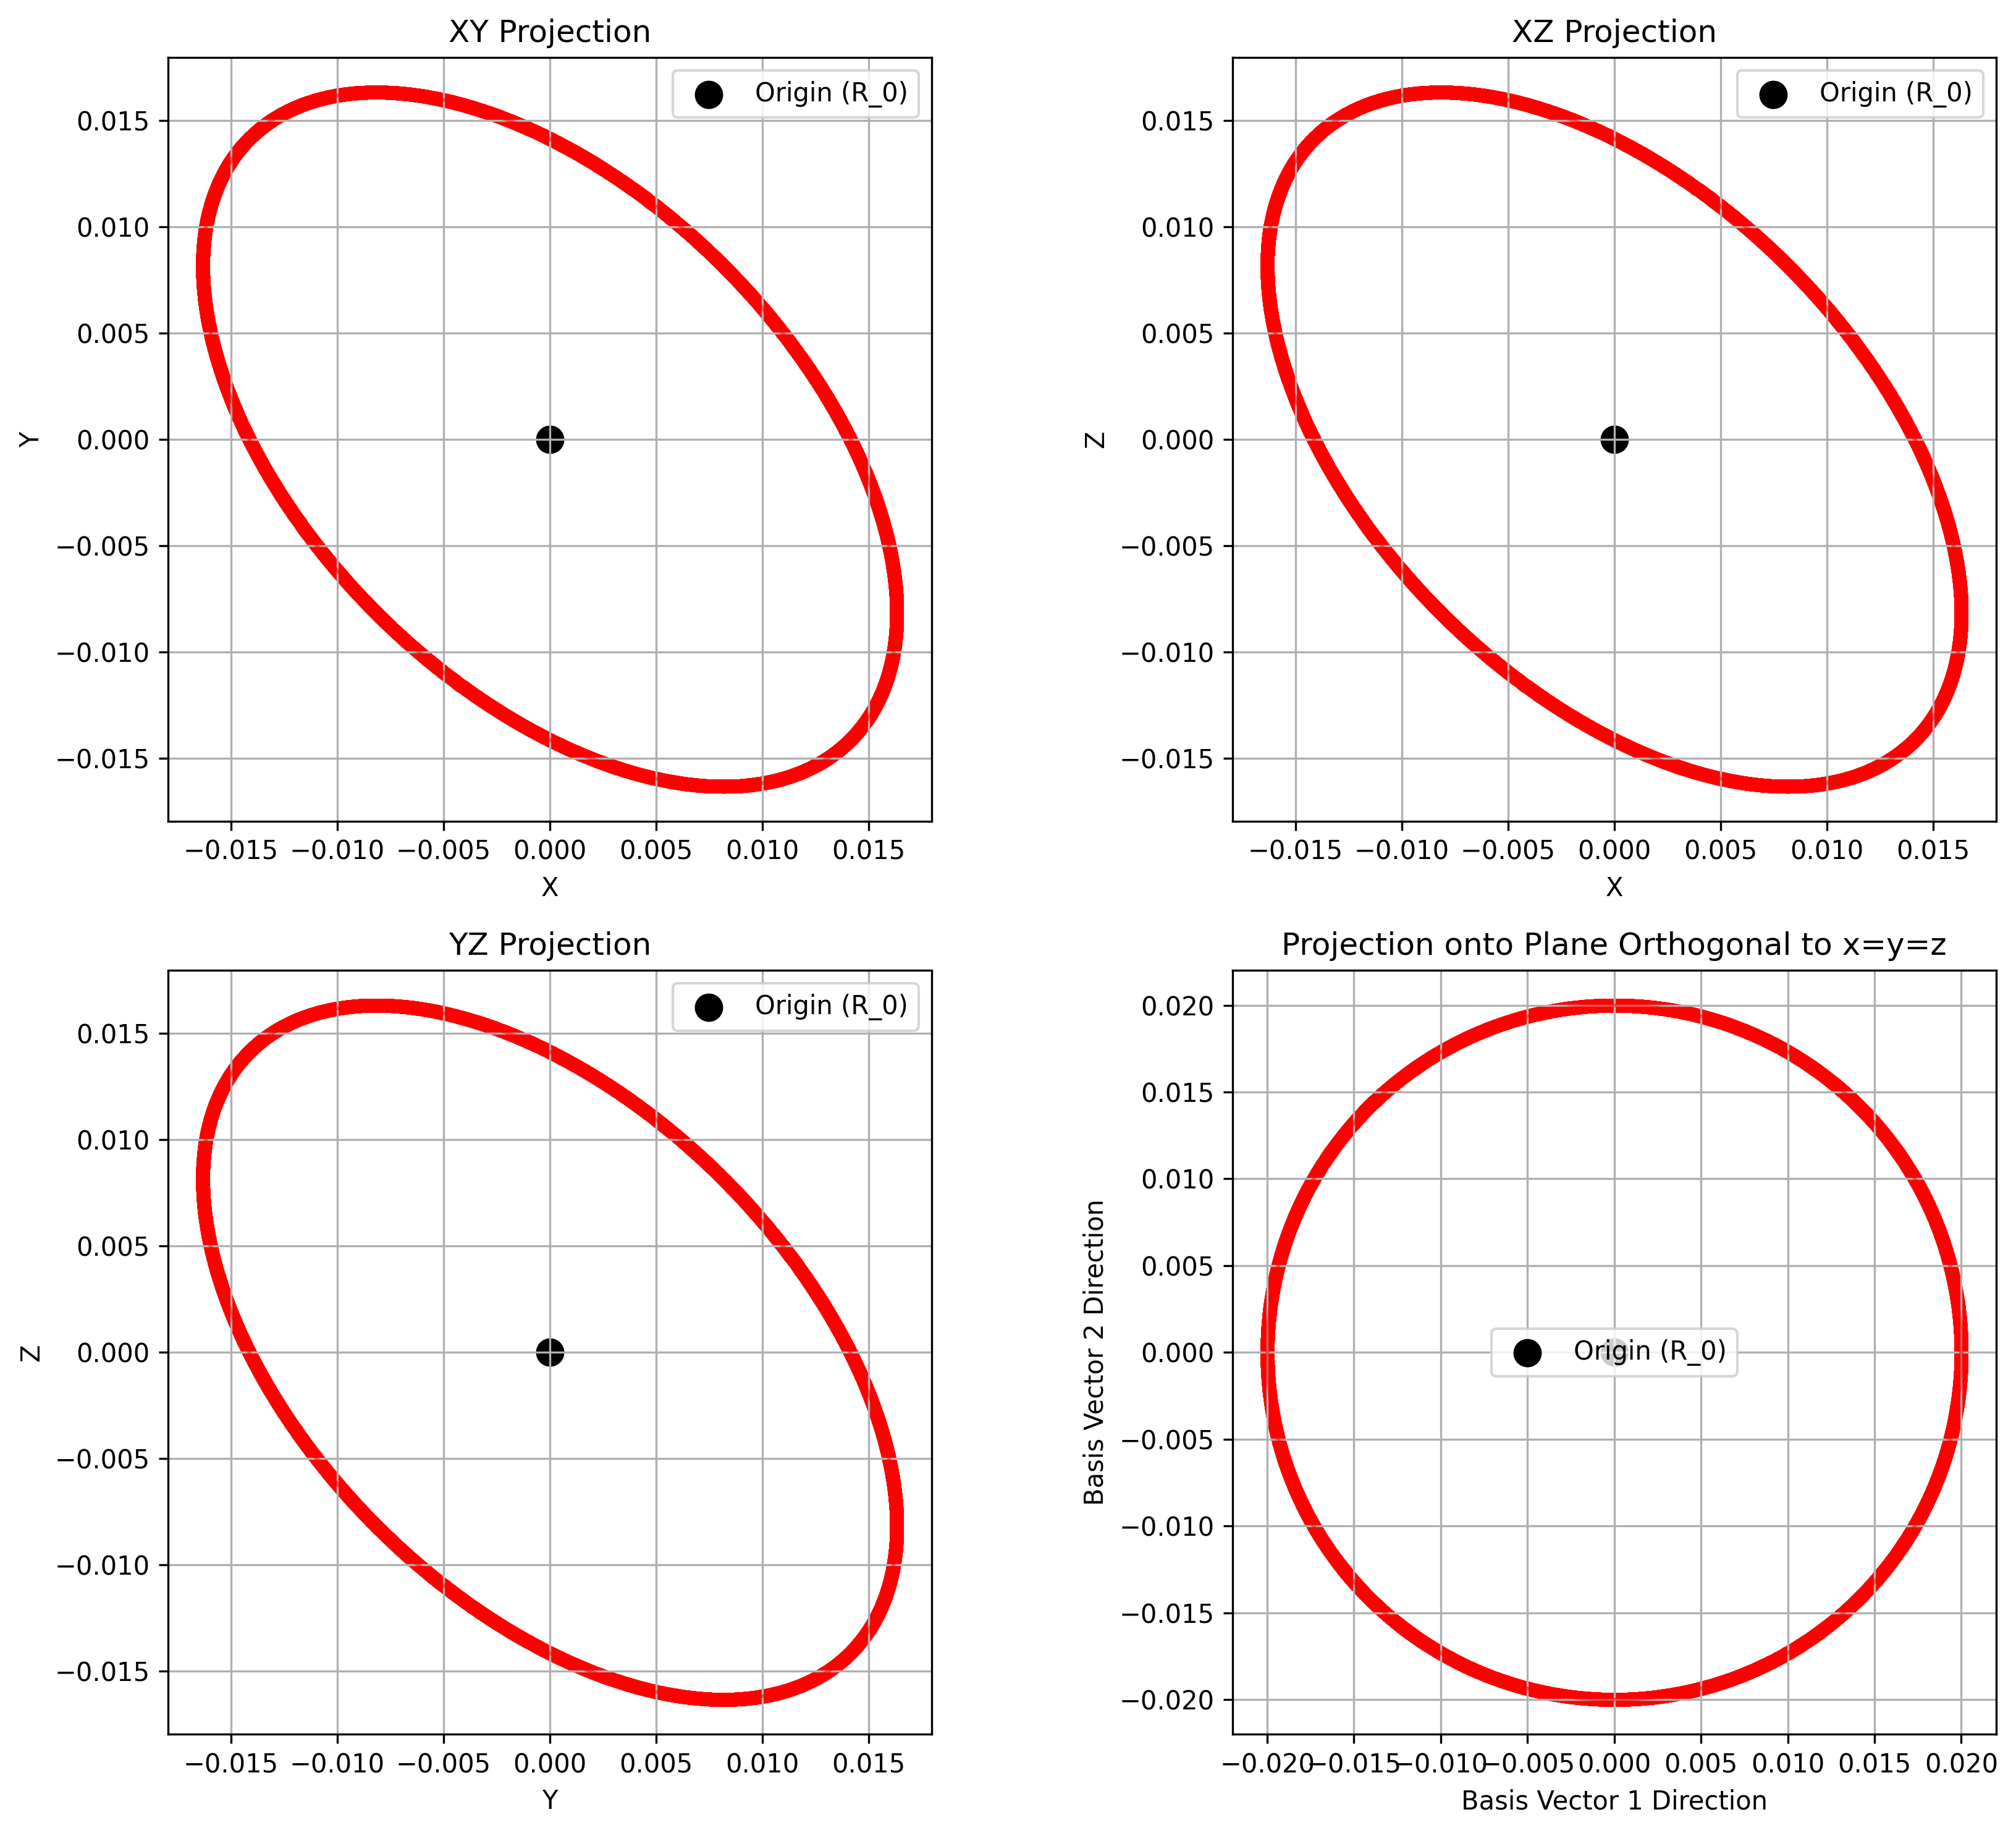 XY Projection
Origin (R_0)
Y
0.015
0.010
0.005
0.000
−0.005
−0.010
−0.015
−0.015 −0.010 −0.005 0.000 0.005 0.010 0.015
X
XZ Projection
Origin (R_0)
Z
0.015
0.010
0.005
0.000
−0.005
−0.010
−0.015
−0.015 −0.010 −0.005 0.000 0.005 0.010 0.015
X
YZ Projection
Origin (R_0)
Z
0.015
0.010
0.005
0.000
−0.005
−0.010
−0.015
−0.015 −0.010 −0.005 0.000 0.005 0.010 0.015
Y
Projection onto Plane Orthogonal to x=y=z
Origin (R_0)
Basis Vector 2 Direction
0.020
0.015
0.010
0.005
0.000
−0.005
−0.010
−0.015
−0.020
−0.020 −0.015 −0.010 −0.005 0.000 0.005 0.010 0.015 0.020
Basis Vector 1 Direction